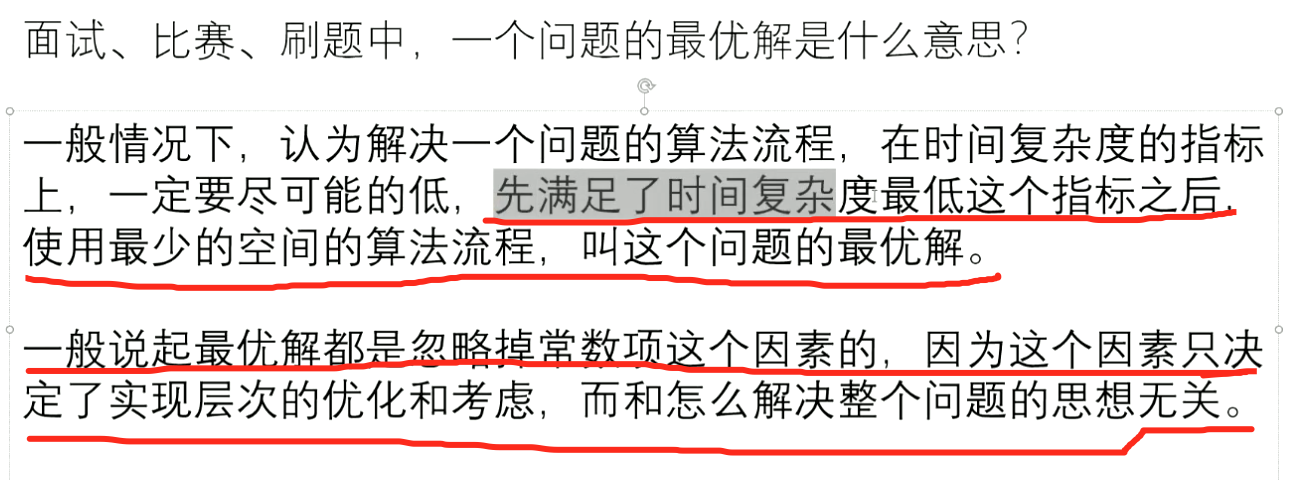 面试、比赛、刷题中，一个问题的最优解是什么意思？
一般情况下，认为解决一个问题的算法流程，在时间复杂度的指标
上，一定要尽可能的低，先满足了时间复杂度最低这个指标之后，
使用最少的空间的算法流程，叫这个问题的最优解。
一般说起最优解都是忽略掉常数项这个因素的，因为这个因素只决
定了实现层次的优化和考虑，而和怎么解决整个问题的思想无关。